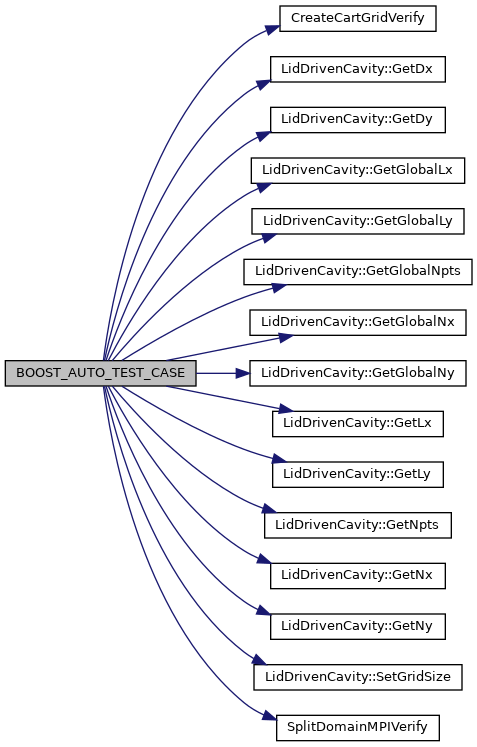 CreateCartGridVerify
LidDrivenCavity::GetDx
LidDrivenCavity::GetDy
LidDrivenCavity::GetGlobalLx
LidDrivenCavity::GetGlobalLy
LidDrivenCavity::GetGlobalNpts
LidDrivenCavity::GetGlobalNx
BOOST_AUTO_TEST_CASE
LidDrivenCavity::GetGlobalNy
LidDrivenCavity::GetLx
LidDrivenCavity::GetLy
LidDrivenCavity::GetNpts
LidDrivenCavity::GetNx
LidDrivenCavity::GetNy
LidDrivenCavity::SetGridSize
SplitDomainMPIVerify